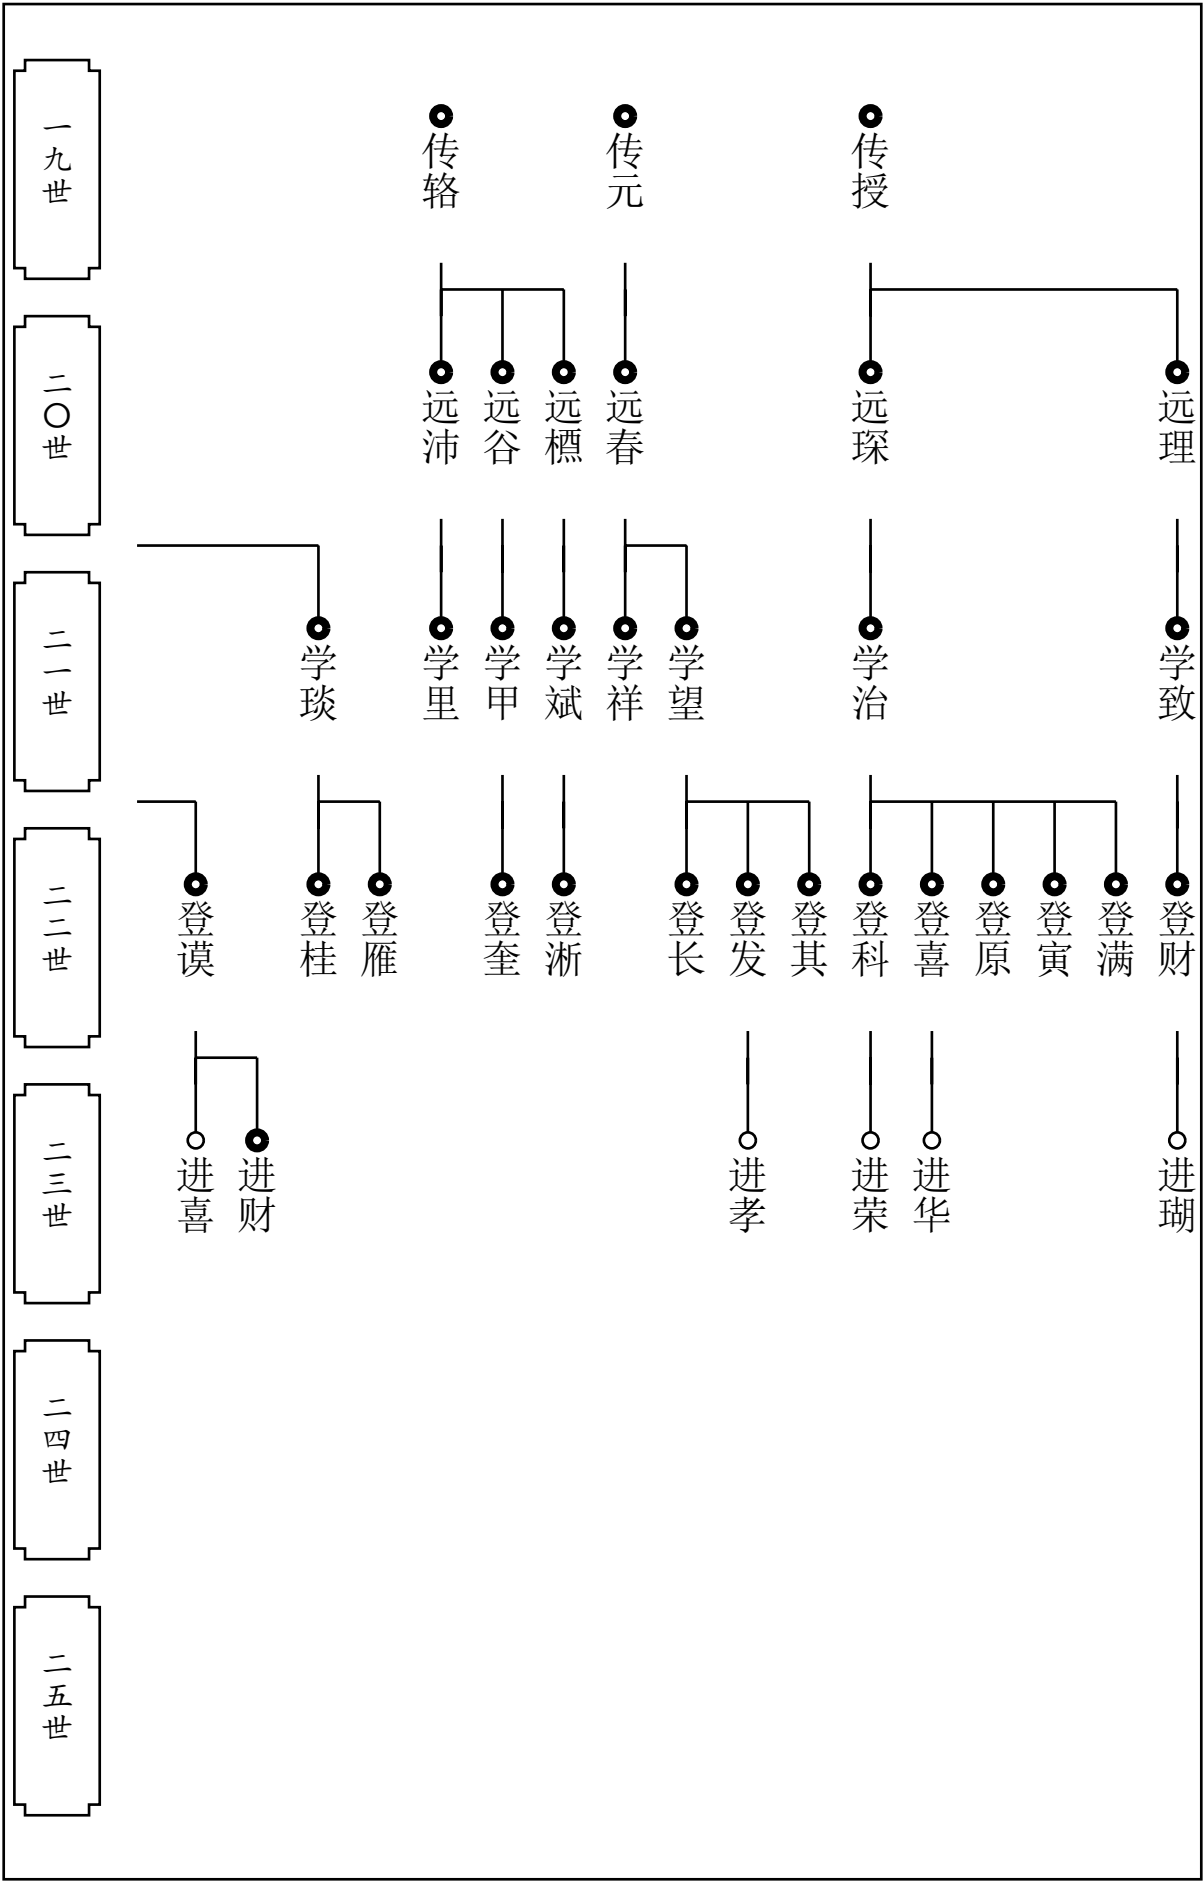 一九世
传辂
传元
传授
二〇世
远沛
远谷
远槱
远春
远琛
远理
二一世
学琰
学里
学甲
学斌
学祥
学望
学治
学致
二二世
登谟
登桂
登雁
登奎
登淅
登长
登发
登其
登科
登喜
登原
登寅
登满
登财
二三世
进喜
进财
进孝
进荣
进华
进瑚
二四世
二五世